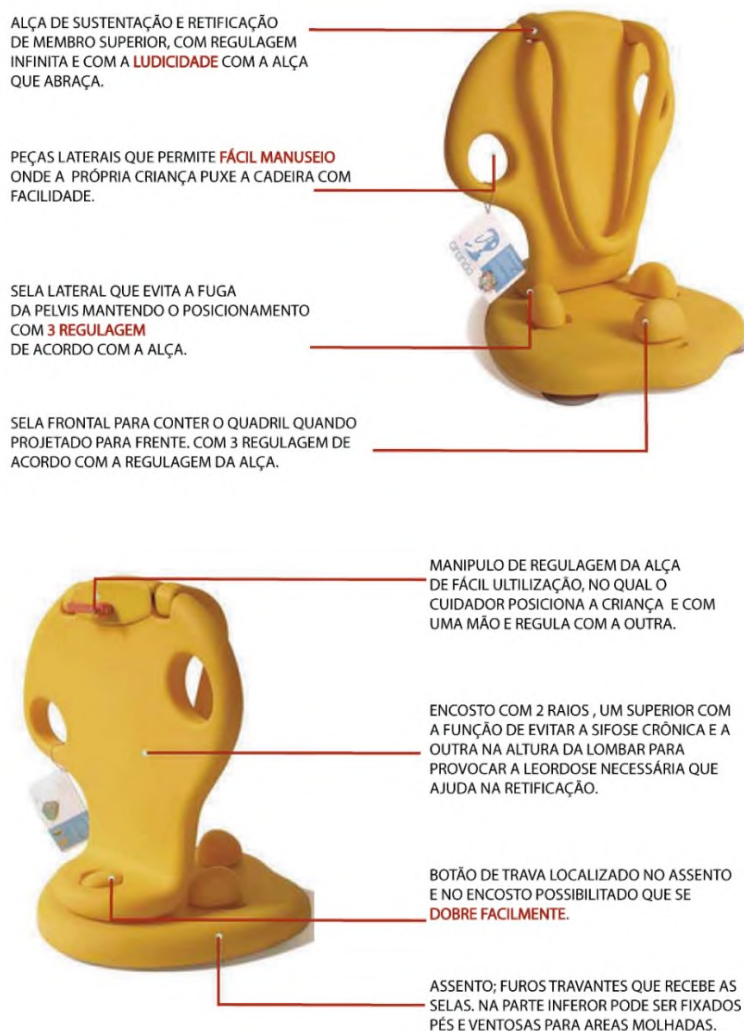 ALÇA DE SUSTENTAÇÃO E RETIFICAÇÃO
DE MEMBRO SUPERIOR, COM REGULAGEM
INFINITA E COM A LUDICIDADE COM A ALÇA
QUE ABRAÇA.
PEÇAS LATERAIS QUE PERMITE FÁCIL MANUSEIO
ONDE A PRÓPRIA CRIANÇA PUXE A CADEIRA COM
FACILIDADE.
SELA LATERAL QUE EVITA A FUGA
DA PELVIS MANTENDO O POSICIONAMENTO
COM 3 REGULAGEM
DE ACORDO COM A ALÇA.
SELA FRONTAL PARA CONTER O QUADRIL QUANDO
PROJETADO PARA FRENTE. COM 3 REGULAGEM DE
ACORDO COM A REGULAGEM DA ALÇA.
MANIPULO DE REGULAGEM DA ALÇA
DE FÁCIL ULTILIZAÇÃO, NO QUAL O
CUIDADOR POSICIONA A CRIANÇA E COM
UMA MÃO E REGULA COM A OUTRA.
ENCOSTO COM 2 RAIOS , UM SUPERIOR COM
A FUNÇÃO DE EVITAR A SIFOSE CRÔNICA E A
OUTRA NA ALTURA DA LOMBAR PARA
PROVOCAR A LEORDOSE NECESSÁRIA QUE
AJUDA NA RETIFICAÇÃO.
BOTÃO DE TRAVA LOCALIZADO NO ASSENTO
E NO ENCOSTO POSSIBILITADO QUE SE
DOBRE FACILMENTE.
ASSENTO; FUROS TRAVANTES QUE RECEBE AS
SELAS. NA PARTE INFEROR PODE SER FIXADOS
PÉS E VENTOSAS PARA AREAS MOLHADAS.